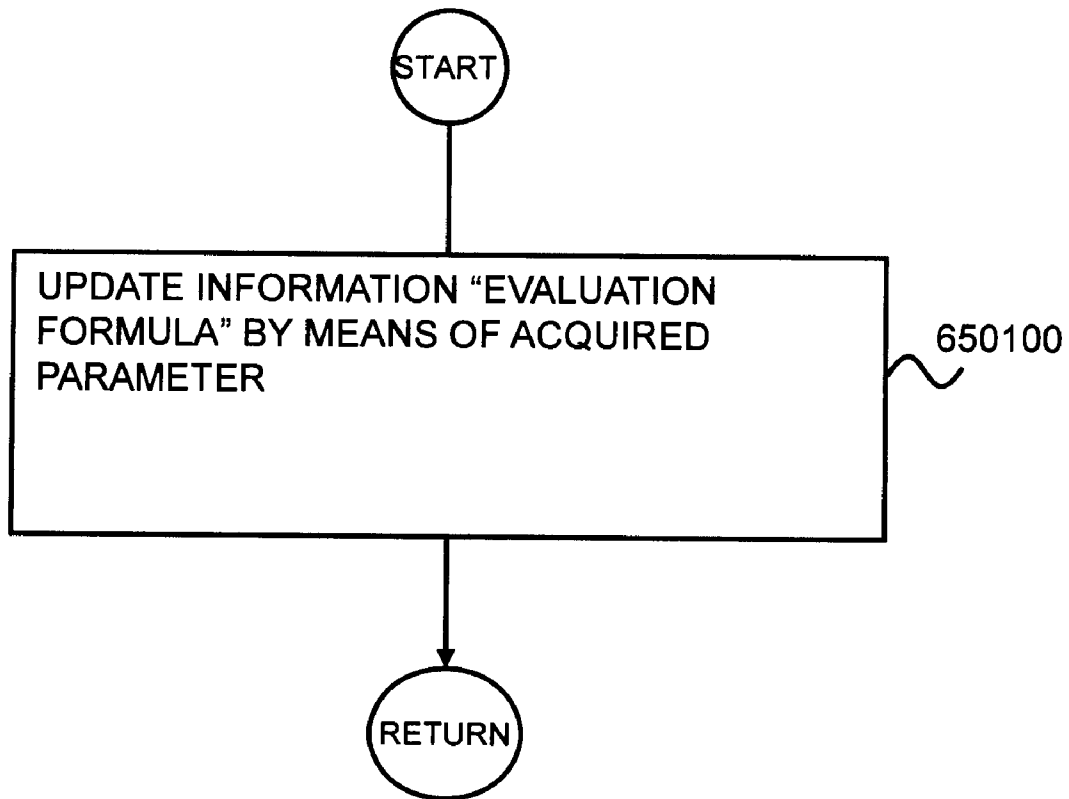 START
UPDATE INFORMATION “EVALUATION
FORMULA” BY MEANS OF ACQUIRED
PARAMETER
650100
RETURN